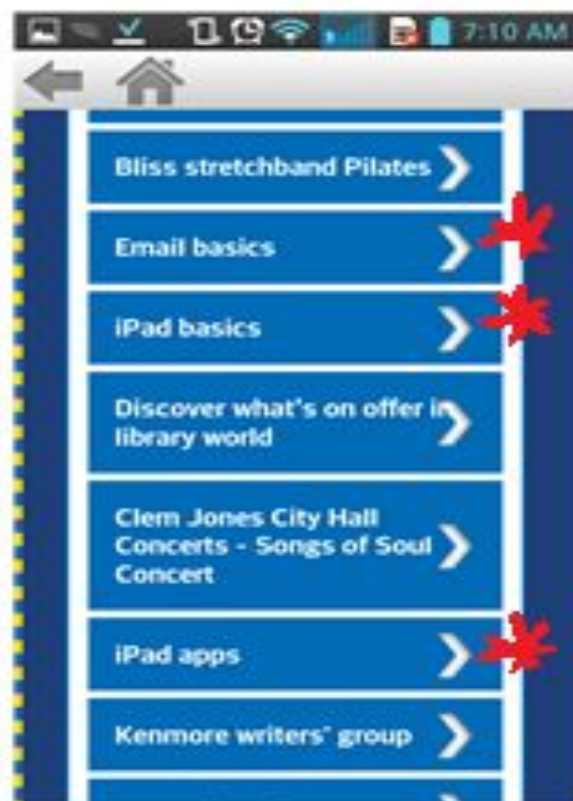 7:10 AM
Bliss stretchband Pilates
Email basics
iPad basics
Discover what's on offer in
library world
Clem Jones City Hall
Concerts - Songs of Soul
Concert
iPad apps
Kenmore writers' group